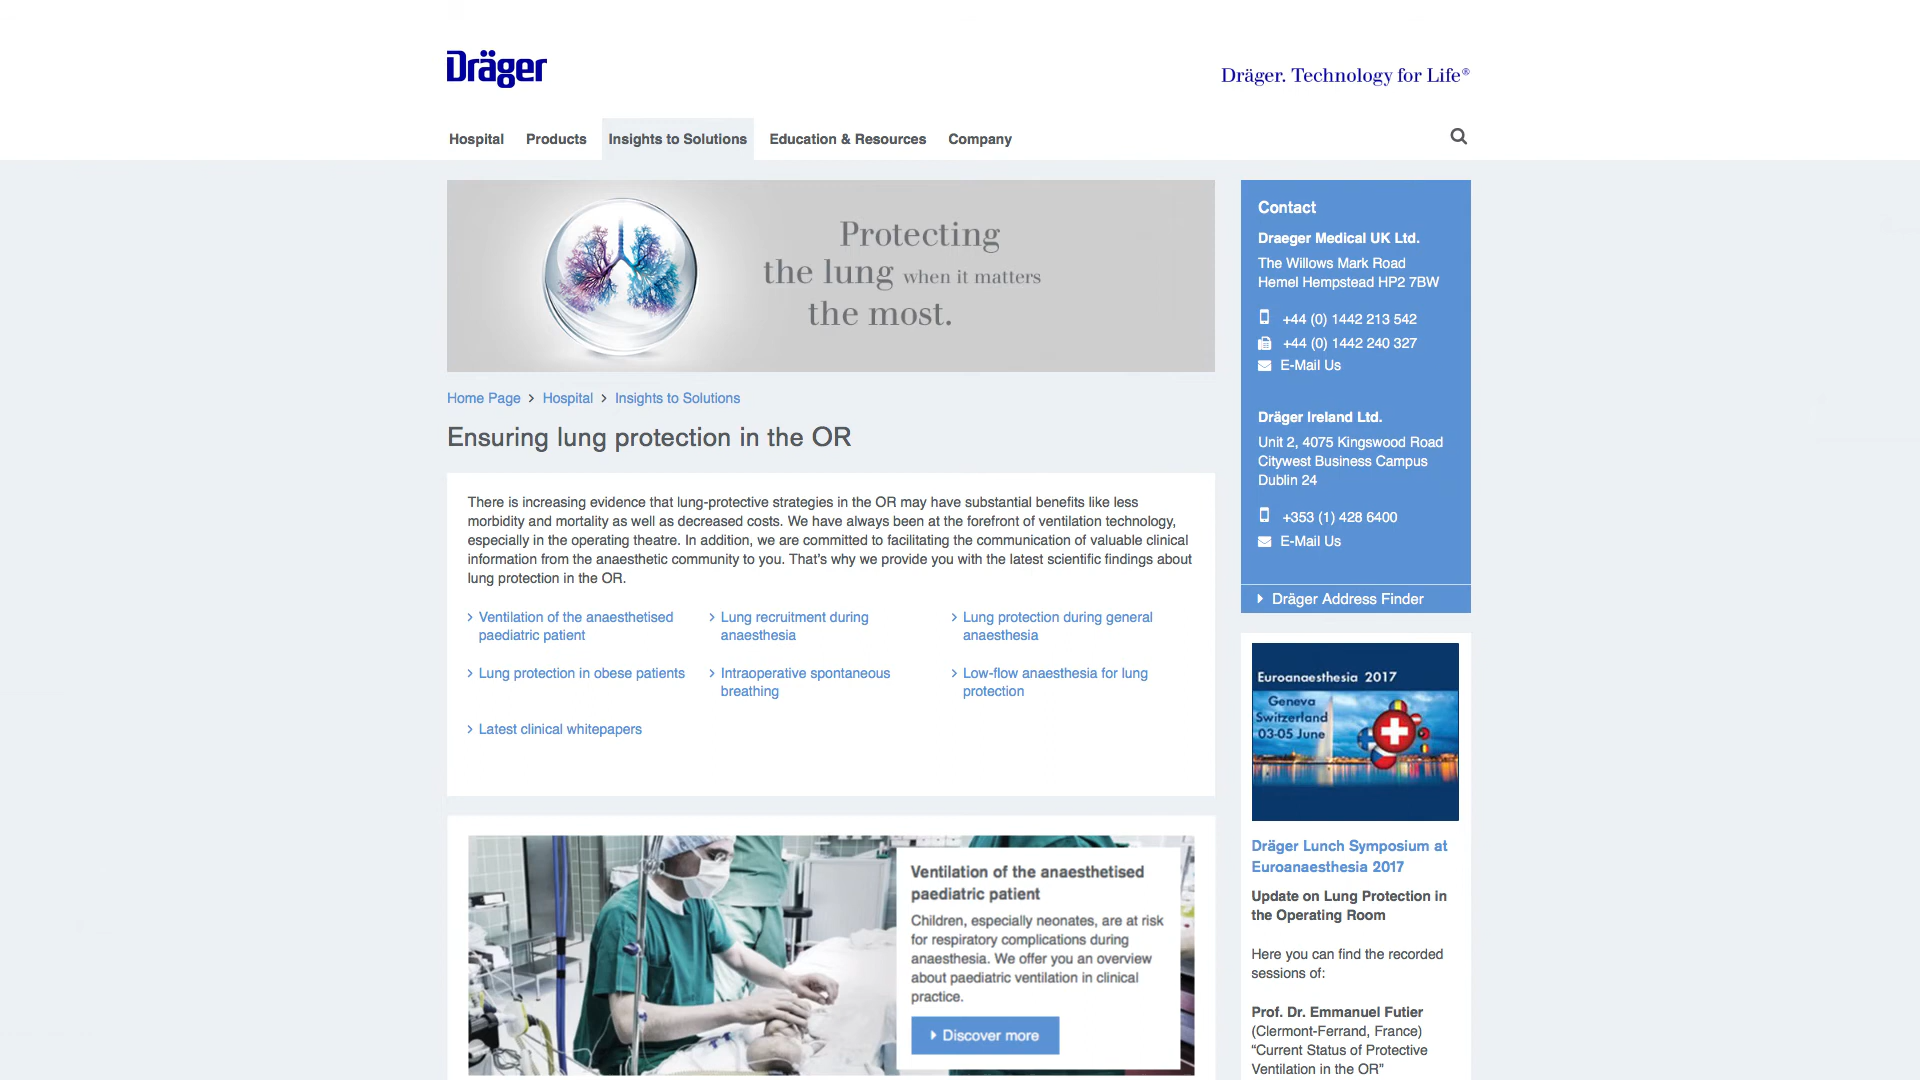 Dräger
Dräger. Technology for Life®
Hospital
Products
Insights to Solutions
Education & Resources
Company
Protecting
the lung when it matters
the most.
Home Page > Hospital > Insights to Solutions
Ensuring lung protection in the OR
There is increasing evidence that lung-protective strategies in the OR may have substantial benefits like less
morbidity and mortality as well as decreased costs. We have always been at the forefront of ventilation technology,
especially in the operating theatre. In addition, we are committed to facilitating the communication of valuable clinical
information from the anaesthetic community to you. That's why we provide you with the latest scientific findings about
lung protection in the OR.
> Ventilation of the anaesthetised
paediatric patient
> Lung recruitment during
anaesthesia
> Lung protection during general
anaesthesia
> Lung protection in obese patients
> Intraoperative spontaneous
breathing
> Low-flow anaesthesia for lung
protection
> Latest clinical whitepapers
Ventilation of the anaesthetised
paediatric patient
Children, especially neonates, are at risk
for respiratory complications during
anaesthesia. We offer you an overview
about paediatric ventilation in clinical
practice.
Discover more
Contact
Draeger Medical UK Ltd.
The Willows Mark Road
Hemel Hempstead HP2 7BW
+44 (0) 1442 213 542
+44 (0) 1442 240 327
E-Mail Us
Dräger Ireland Ltd.
Unit 2, 4075 Kingswood Road
Citywest Business Campus
Dublin 24
+353 (1) 428 6400
E-Mail Us
Dräger Address Finder
Euroanaesthesia 2017
Geneva
Switzerland
03-05 June
Dräger Lunch Symposium at
Euroanaesthesia 2017
Update on Lung Protection in
the Operating Room
Here you can find the recorded
sessions of:
Prof. Dr. Emmanuel Futier
(Clermont-Ferrand, France)
“Current Status of Protective
Ventilation in the OR”